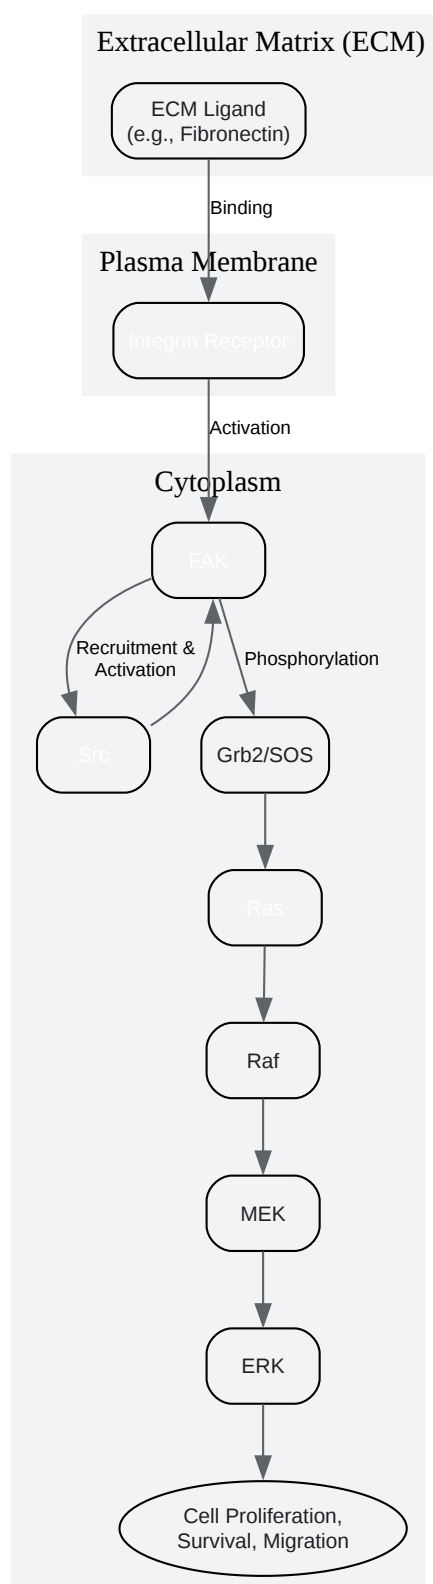 Extracellular Matrix (ECM)
ECM Ligand
(e.g., Fibronectin)
Binding
Plasma Membrane
Integrin Receptor
Activation
Cytoplasm
FAK
Recruitment &
Activation
Phosphorylation
Src
Grb2/SOS
Ras
Raf
MEK
ERK
Cell Proliferation,
Survival, Migration